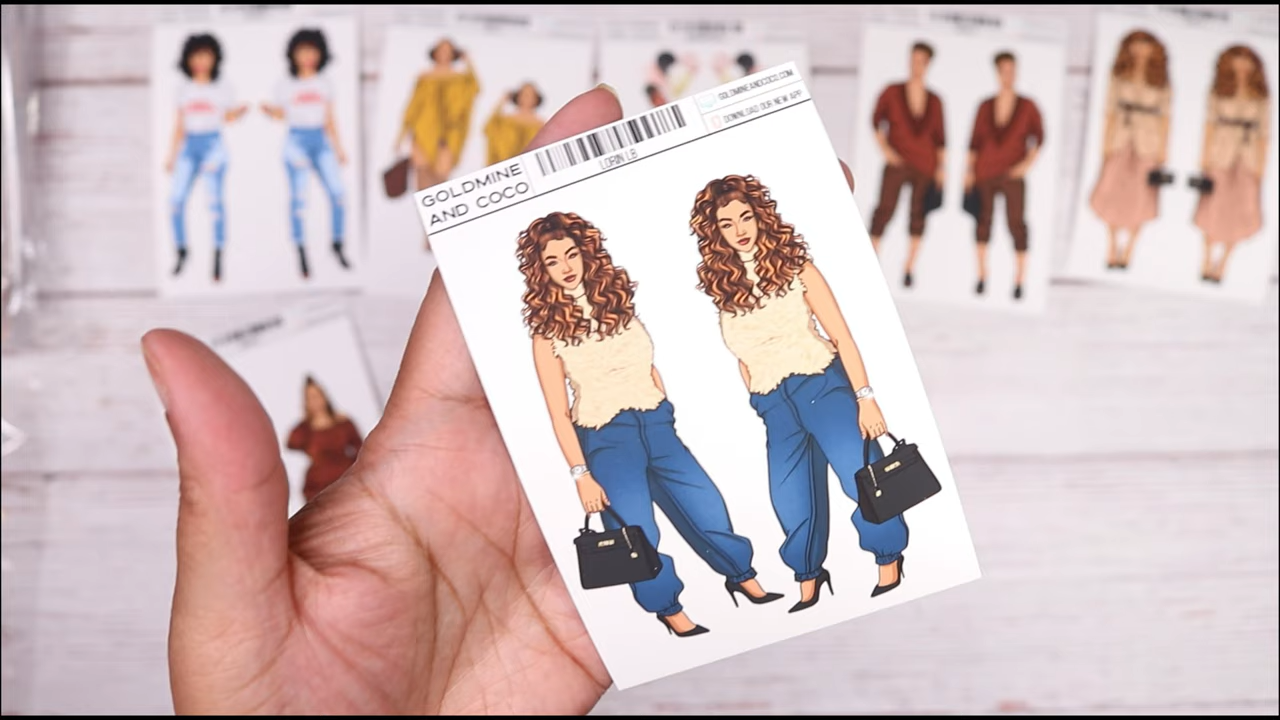 GOLDMINE
AND COCO
LORIN LB
GOLDMINEANDCOCO.COM
DOWNLOAD OUR NEW APP